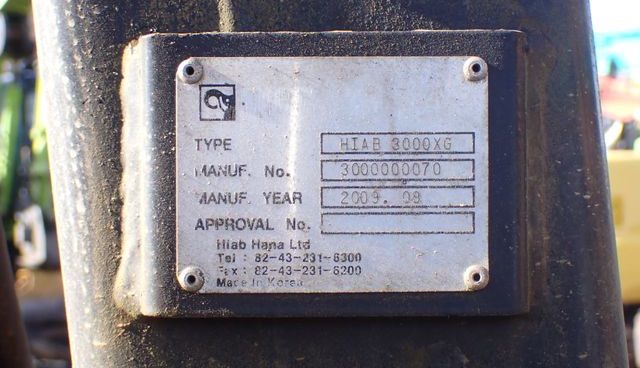 TYPE HIAB 3000XG
MANUF. No. 3000000070
MANUF. YEAR 2009. 08
APPROVAL No.
Hiab Hana Ltd
Tel : 82-43-231-6300
Fax : 82-43-231-6200
Made in Korea